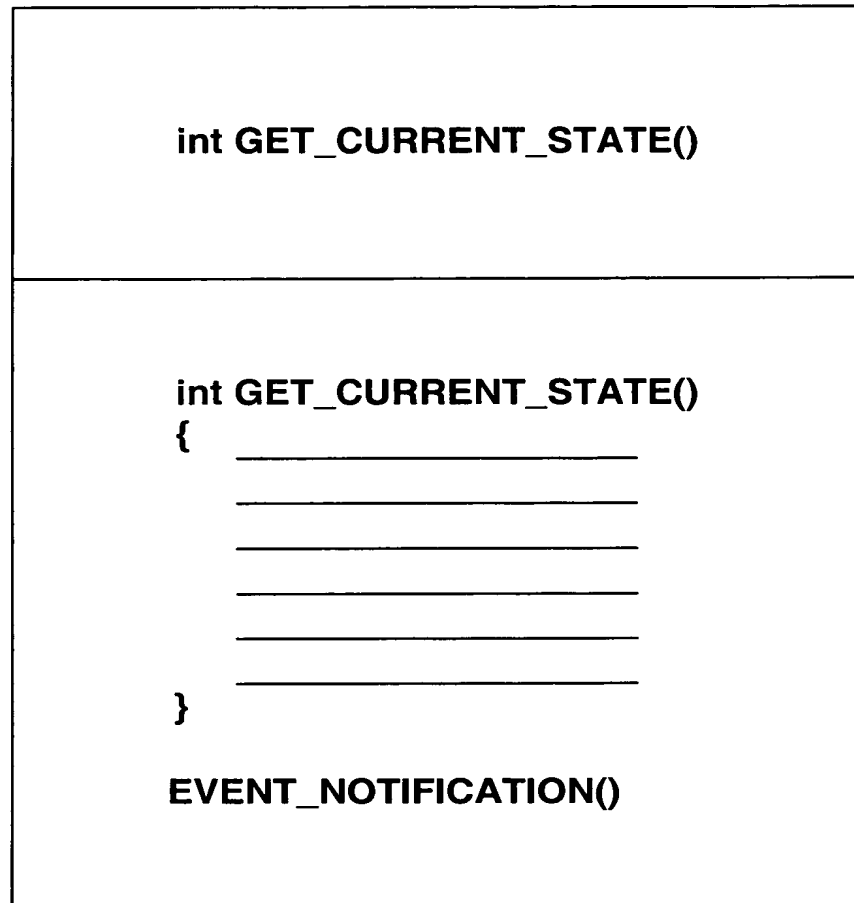 int GET_CURRENT_STATE()
int GET_CURRENT_STATE()
{
}
EVENT_NOTIFICATION()